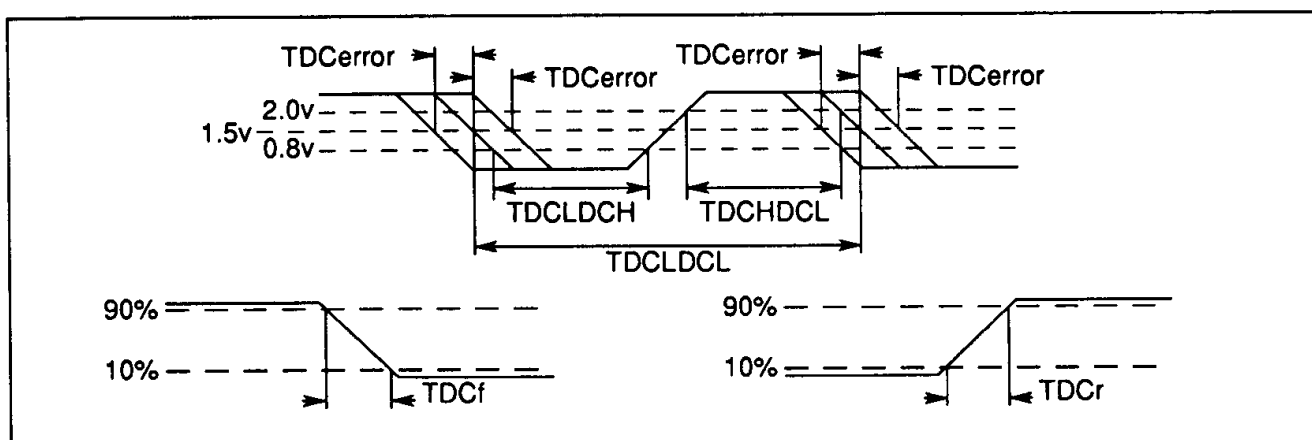 TDCerror
TDCerror
TDCerror
TDCerror
2.0v
1.5v
0.8v
TDCLDCH
TDCHDCL
TDCLDCL
90%
10%
TDCf
90%
10%
TDCr